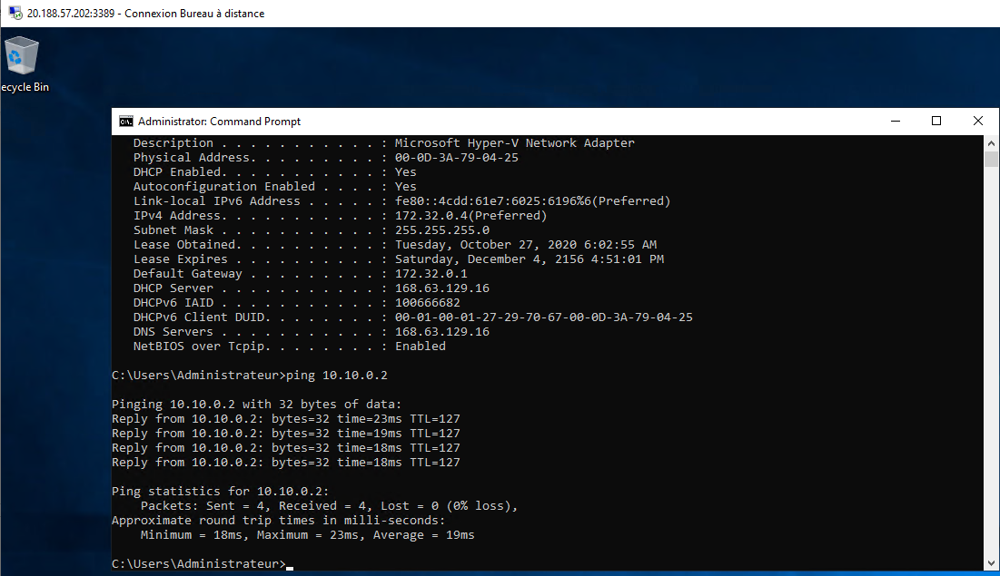 20.188.57.202:3389 - Connexion Bureau à distance
ecycle Bin
Administrator: Command Prompt
Description . . . . . . . . . . . : Microsoft Hyper-V Network Adapter
Physical Address. . . . . . . . . : 00-0D-3A-79-04-25
DHCP Enabled. . . . . . . . . . . : Yes
Autoconfiguration Enabled . . . . : Yes
Link-local IPv6 Address . . . . . : fe80::4cdd:61e7:6025:6196%6(Preferred)
IPv4 Address. . . . . . . . . . . : 172.32.0.4(Preferred)
Subnet Mask . . . . . . . . . . . : 255.255.255.0
Lease Obtained. . . . . . . . . . : Tuesday, October 27, 2020 6:02:55 AM
Lease Expires . . . . . . . . . . : Saturday, December 4, 2156 4:51:01 PM
Default Gateway . . . . . . . . . : 172.32.0.1
DHCP Server . . . . . . . . . . . : 168.63.129.16
DHCPv6 IAID . . . . . . . . . . . : 100666682
DHCPv6 Client DUID. . . . . . . . : 00-01-00-01-27-29-70-67-00-0D-3A-79-04-25
DNS Servers . . . . . . . . . . . : 168.63.129.16
NetBIOS over Tcpip. . . . . . . . : Enabled
C:\Users\Administrateur>ping 10.10.0.2
Pinging 10.10.0.2 with 32 bytes of data:
Reply from 10.10.0.2: bytes=32 time=23ms TTL=127
Reply from 10.10.0.2: bytes=32 time=19ms TTL=127
Reply from 10.10.0.2: bytes=32 time=18ms TTL=127
Reply from 10.10.0.2: bytes=32 time=18ms TTL=127
Ping statistics for 10.10.0.2:
Packets: Sent = 4, Received = 4, Lost = 0 (0% loss),
Approximate round trip times in milli-seconds:
Minimum = 18ms, Maximum = 23ms, Average = 19ms
C:\Users\Administrateur>